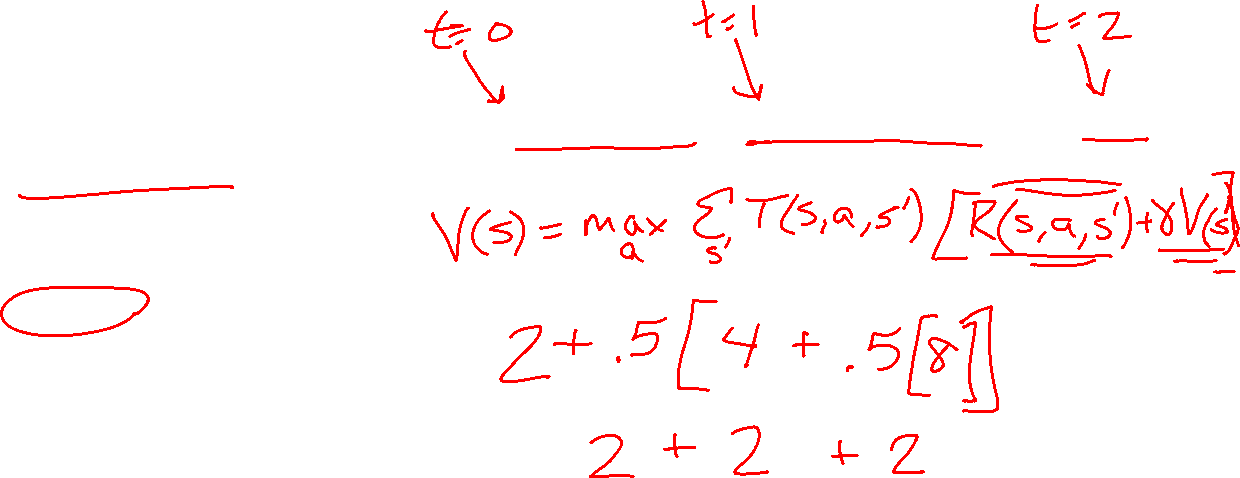 t=0 t=1 t=2
V(s) = max_a Σ_s' T(s,a,s') [R(s,a,s')+γV(s')]
2 + .5[4 + .5[8]]
2 + 2 + 2